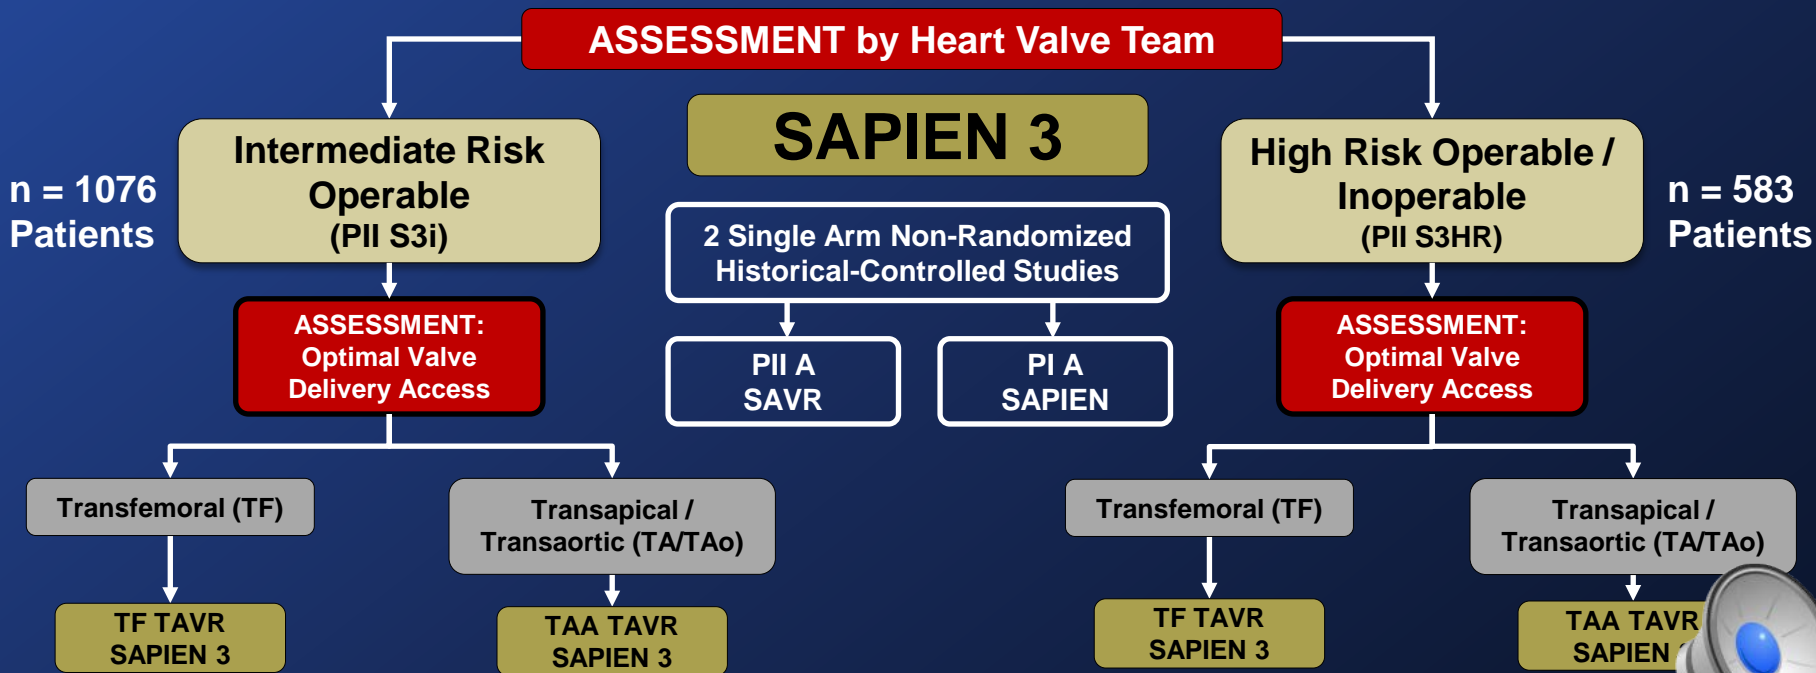 ASSESSMENT by Heart Valve Team
SAPIEN 3
Intermediate Risk
Operable
(PII S3i)
n = 1076
Patients
High Risk Operable /
Inoperable
(PII S3HR)
n = 583
Patients
2 Single Arm Non-Randomized
Historical-Controlled Studies
PII A
SAVR
PI A
SAPIEN
ASSESSMENT:
Optimal Valve
Delivery Access
ASSESSMENT:
Optimal Valve
Delivery Access
Transfemoral (TF)
Transapical /
Transaortic (TA/TAo)
Transfemoral (TF)
Transapical /
Transaortic (TA/TAo)
TF TAVR
SAPIEN 3
TAA TAVR
SAPIEN 3
TF TAVR
SAPIEN 3
TAA TAVR
SAPIEN